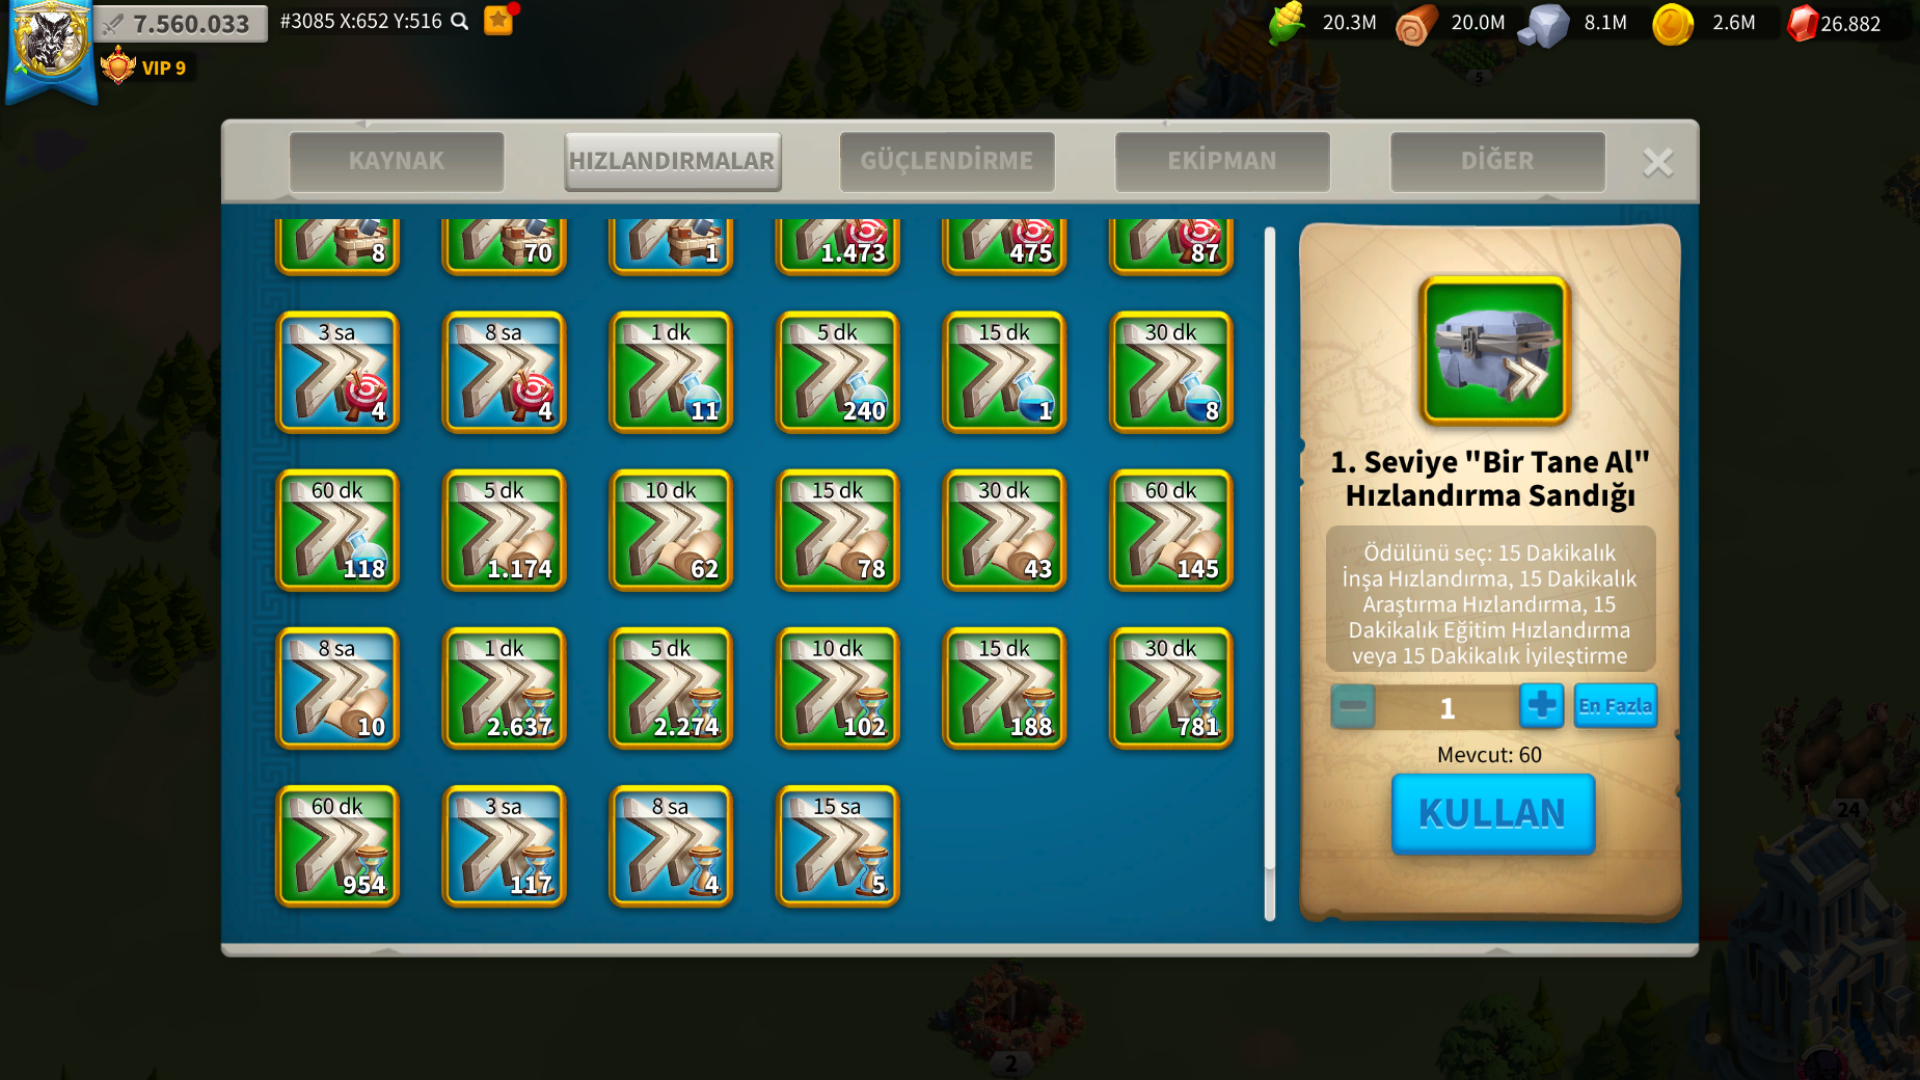 7.560.033
#3085 X:652 Y:516
20.3M
20.0M
8.1M
2.6M
26.882
VIP 9
5
KAYNAK
HIZLANDIRMALAR
GÜÇLENDİRME
EKİPMAN
DİĞER
8
70
1
1.473
475
87
3 sa
4
8 sa
4
1 dk
11
5 dk
240
15 dk
1
30 dk
8
60 dk
118
5 dk
1.174
10 dk
62
15 dk
78
30 dk
43
60 dk
145
8 sa
10
1 dk
2.637
5 dk
2.274
10 dk
102
15 dk
188
30 dk
781
60 dk
954
3 sa
117
8 sa
4
15 sa
5
1. Seviye "Bir Tane Al"
Hızlandırma Sandığı
Ödülünü seç: 15 Dakikalık
İnşa Hızlandırma, 15 Dakikalık
Araştırma Hızlandırma, 15
Dakikalık Eğitim Hızlandırma
veya 15 Dakikalık İyileştirme
1
En Fazla
Mevcut: 60
KULLAN
24
2